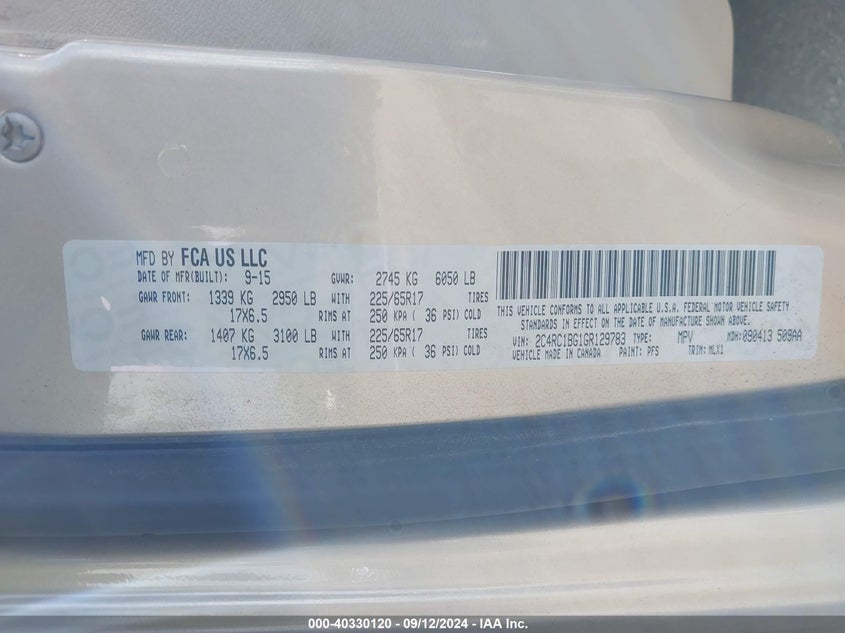 MFD BY FCA US LLC
DATE OF MFR(BUILT): 9-15 GVWR: 2745 KG 6050 LB
GAWR FRONT: 1339 KG 2950 LB WITH 225/65R17 TIRES
17X6.5 RIMS AT 250 KPA ( 36 PSI) COLD
GAWR REAR: 1407 KG 3100 LB WITH 225/65R17 TIRES
17X6.5 RIMS AT 250 KPA ( 36 PSI) COLD
THIS VEHICLE CONFORMS TO ALL APPLICABLE U.S.A. FEDERAL MOTOR VEHICLE SAFETY
STANDARDS IN EFFECT ON THE DATE OF MANUFACTURE SHOWN ABOVE.
VIN: 2C4RC1BG1GR129783 TYPE: MPV MDH:090413 509AA
VEHICLE MADE IN CANADA PAINT: PFS TRIM: MLX1
000-40330120 - 09/12/2024 - IAA Inc.